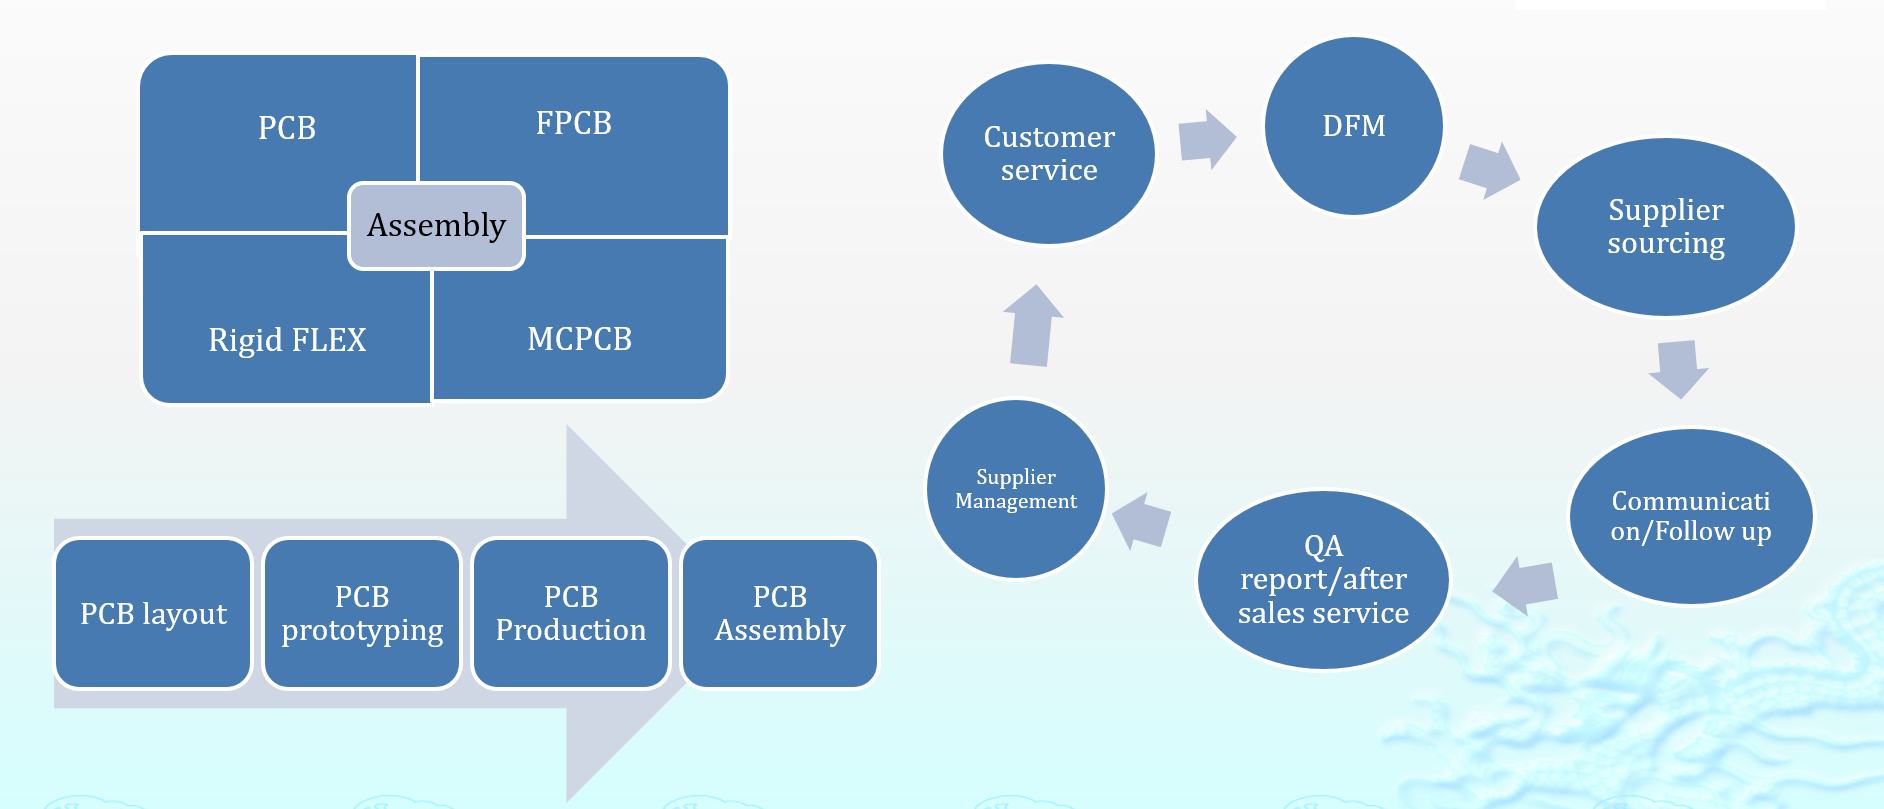 PCB
FPCB
Assembly
Rigid FLEX
MCPCB
PCB layout
PCB
prototyping
PCB
Production
PCB
Assembly
Customer
service
DFM
Supplier
sourcing
Communicati
on/Follow up
QA
report/after
sales service
Supplier
Management